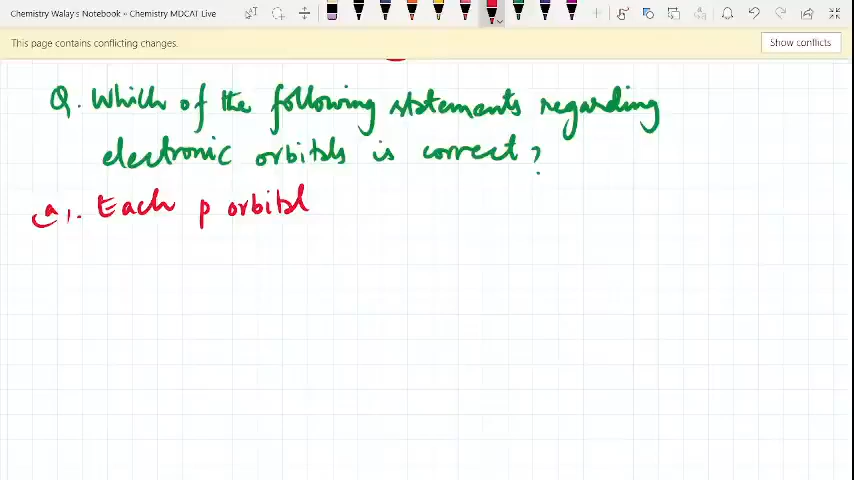 Chemistry Walay's Notebook » Chemistry MDCAT Live
This page contains conflicting changes.
Show conflicts
Q. Which of the following statements regarding
electronic orbitals is correct?
(a). Each p orbital